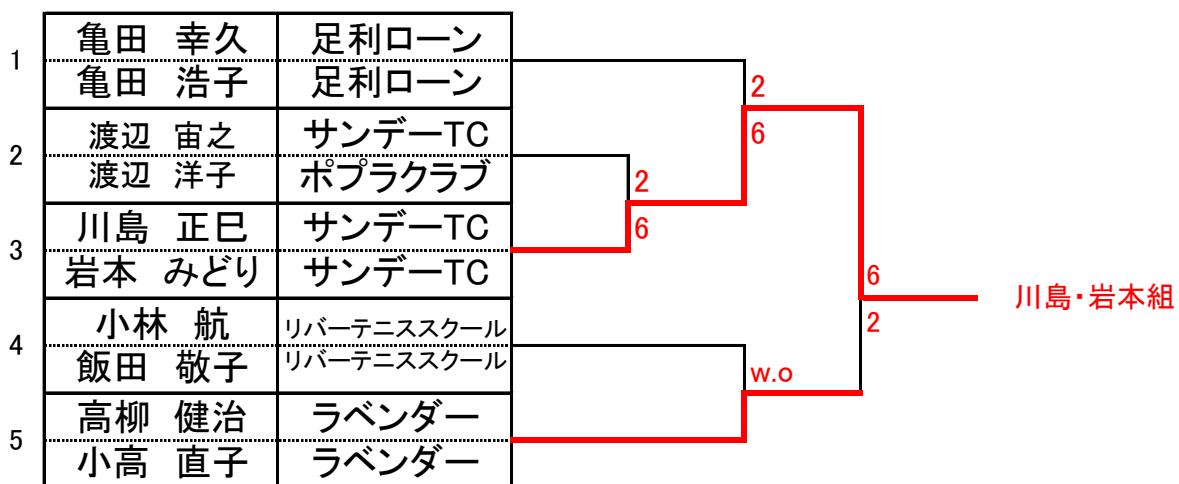 1
亀田 幸久 足利ローン
亀田 浩子 足利ローン
2
渡辺 宙之 サンデーTC
渡辺 洋子 ポプラクラブ
3
川島 正巳 サンデーTC
岩本 みどり サンデーTC
4
小林 航 リバーテニススクール
飯田 敬子 リバーテニススクール
5
高柳 健治 ラベンダー
小高 直子 ラベンダー
2
6
2
6
w.o
6
2
川島・岩本組